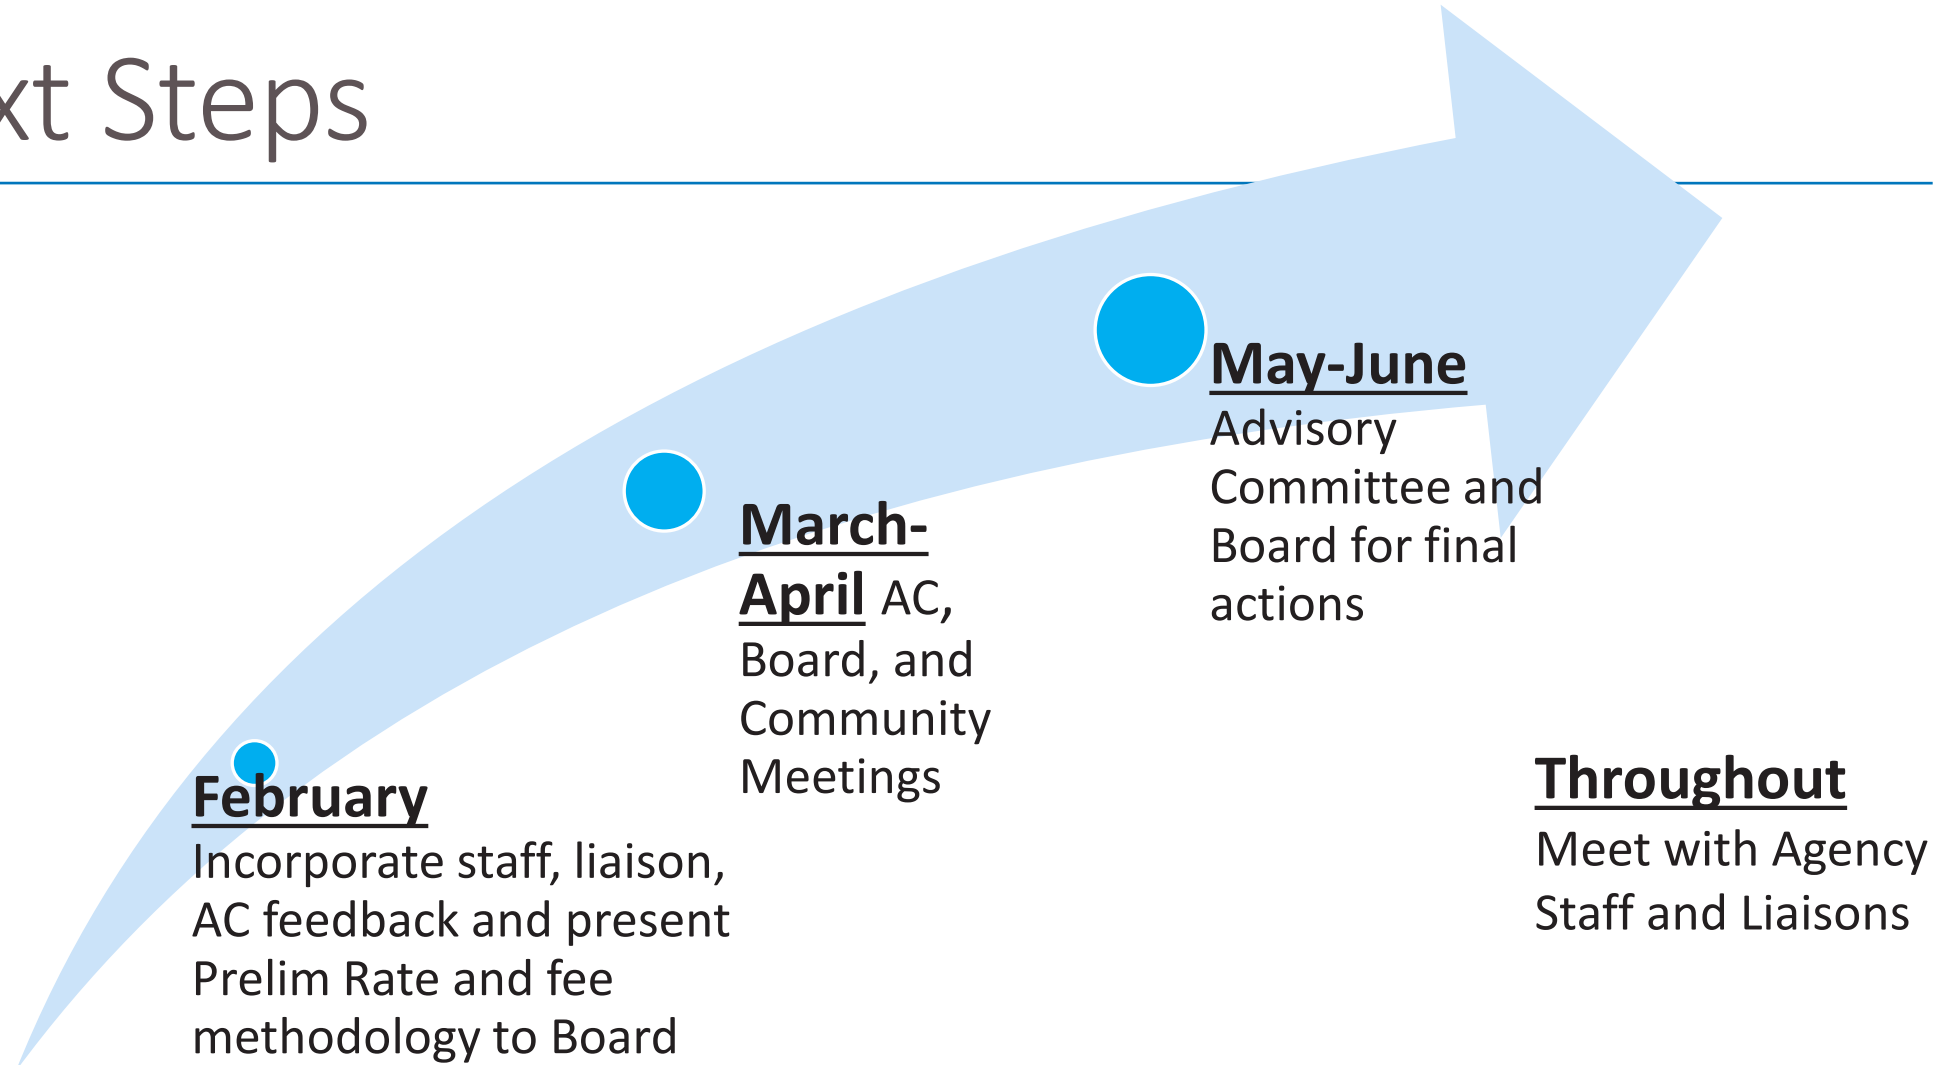 xt Steps
February
Incorporate staff, liaison,
AC feedback and present
Prelim Rate and fee
methodology to Board
March-
April AC,
Board, and
Community
Meetings
May-June
Advisory
Committee and
Board for final
actions
Throughout
Meet with Agency
Staff and Liaisons